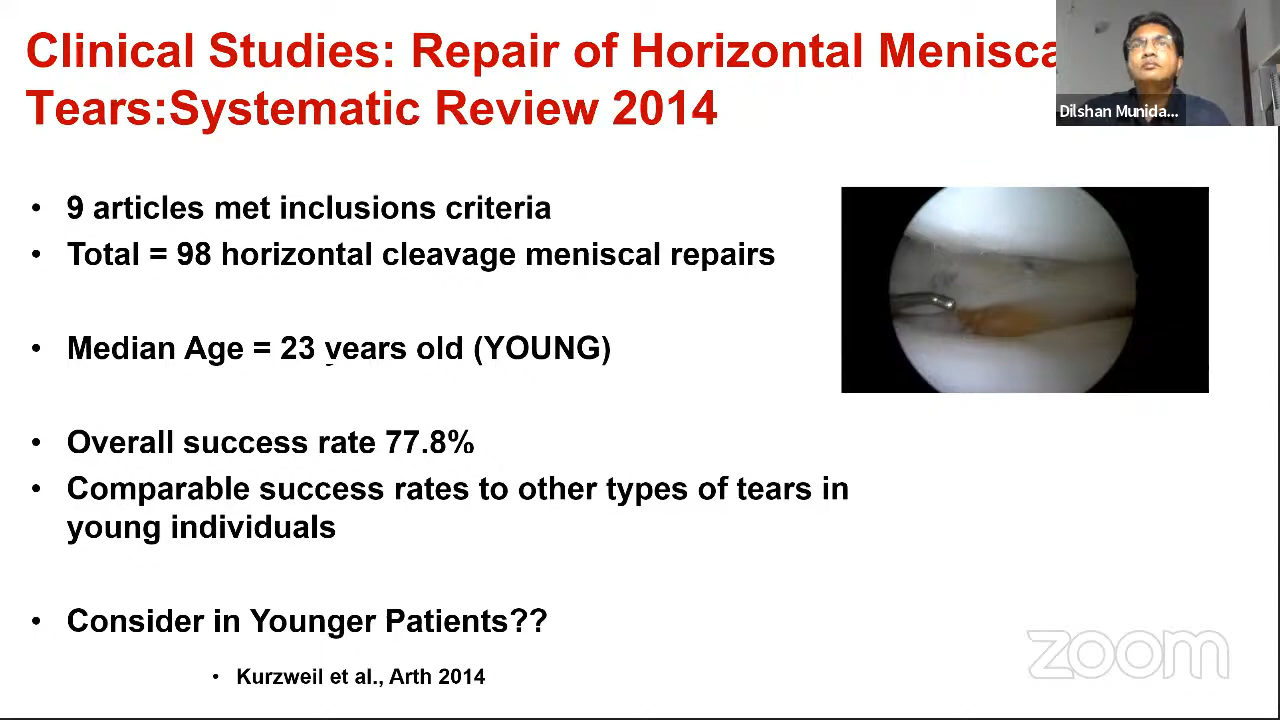 Clinical Studies: Repair of Horizontal Menisca
Tears:Systematic Review 2014
Dilshan Munida...
• 9 articles met inclusions criteria
• Total = 98 horizontal cleavage meniscal repairs
• Median Age = 23 years old (YOUNG)
• Overall success rate 77.8%
• Comparable success rates to other types of tears in
young individuals
• Consider in Younger Patients??
• Kurzweil et al., Arth 2014
zoom